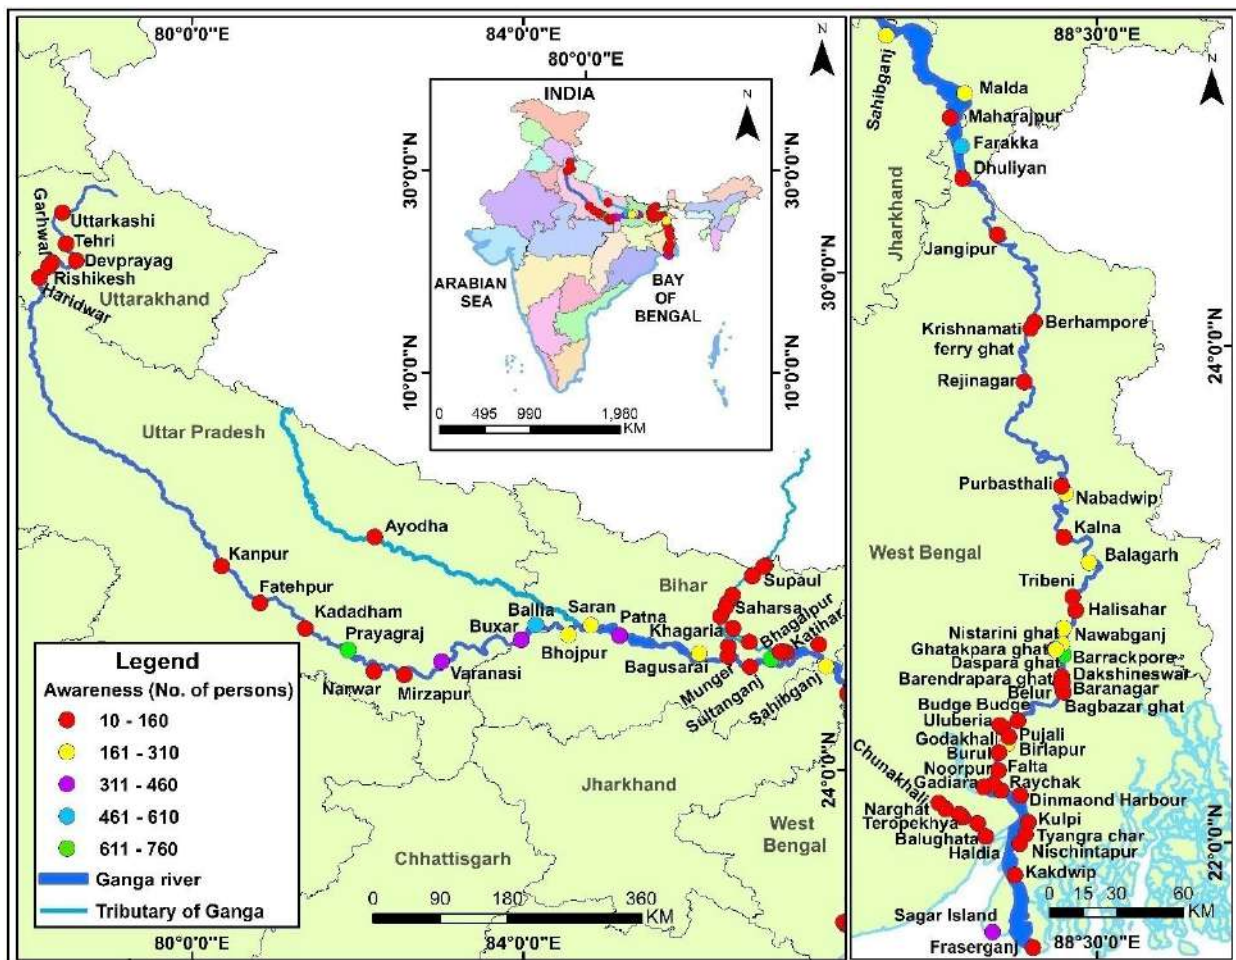 80°0'0"E
84°0'0"E
88°30'0"E
80°0'0"E
N
N
N
INDIA
ARABIAN
SEA
BAY
OF
BENGAL
0 495 990 1,980
KM
30°0'0"N
10°0'0"N
30°0'0"N
10°0'0"N
30°0'0"N
24°0'0"N
24°0'0"N
22°0'0"N
Uttarkashi
Garhwal
Tehri
Devprayag
Rishikesh
Haridwar
Uttarakhand
Uttar Pradesh
Ayodha
Kanpur
Fatehpur
Kadadham
Prayagraj
Narwar
Mirzapur
Varanasi
Buxar
Ballia
Bhojpur
Saran
Patna
Bihar
Supaul
Saharsa
Khagaria
Bagusarai
Munger
Sultanganj
Bhagalpur
Katihar
Sahibganj
Jharkhand
Chhattisgarh
West
Bengal
Legend
Awareness (No. of persons)
10 - 160
161 - 310
311 - 460
461 - 610
611 - 760
Ganga river
Tributary of Ganga
0 90 180 360
KM
80°0'0"E
84°0'0"E
Sahibganj
Malda
Maharajpur
Farakka
Dhuliyan
Jharkhand
Jangipur
Berhampore
Krishnamati
ferry ghat
Rejinagar
Purbasthali
Nabadwip
Kalna
West Bengal
Balagarh
Tribeni
Halisahar
Nistarini ghat
Nawabganj
Ghatakpara ghat
Barrackpore
Daspara ghat
Dakshineswar
Barendrapara ghat
Baranagar
Belur
Bagbazar ghat
Budge Budge
Uluberia
Pujali
Godakhali
Birlapur
Burul
Falta
Noorpur
Raychak
Gadiara
Dinmaond Harbour
Chunakhali
Narghat
Kulpi
Teropekhya
Tyangra char
Balughata
Nischintapur
Haldia
Kakdwip
0 15 30 60
KM
Sagar Island
Fraserganj
88°30'0"E